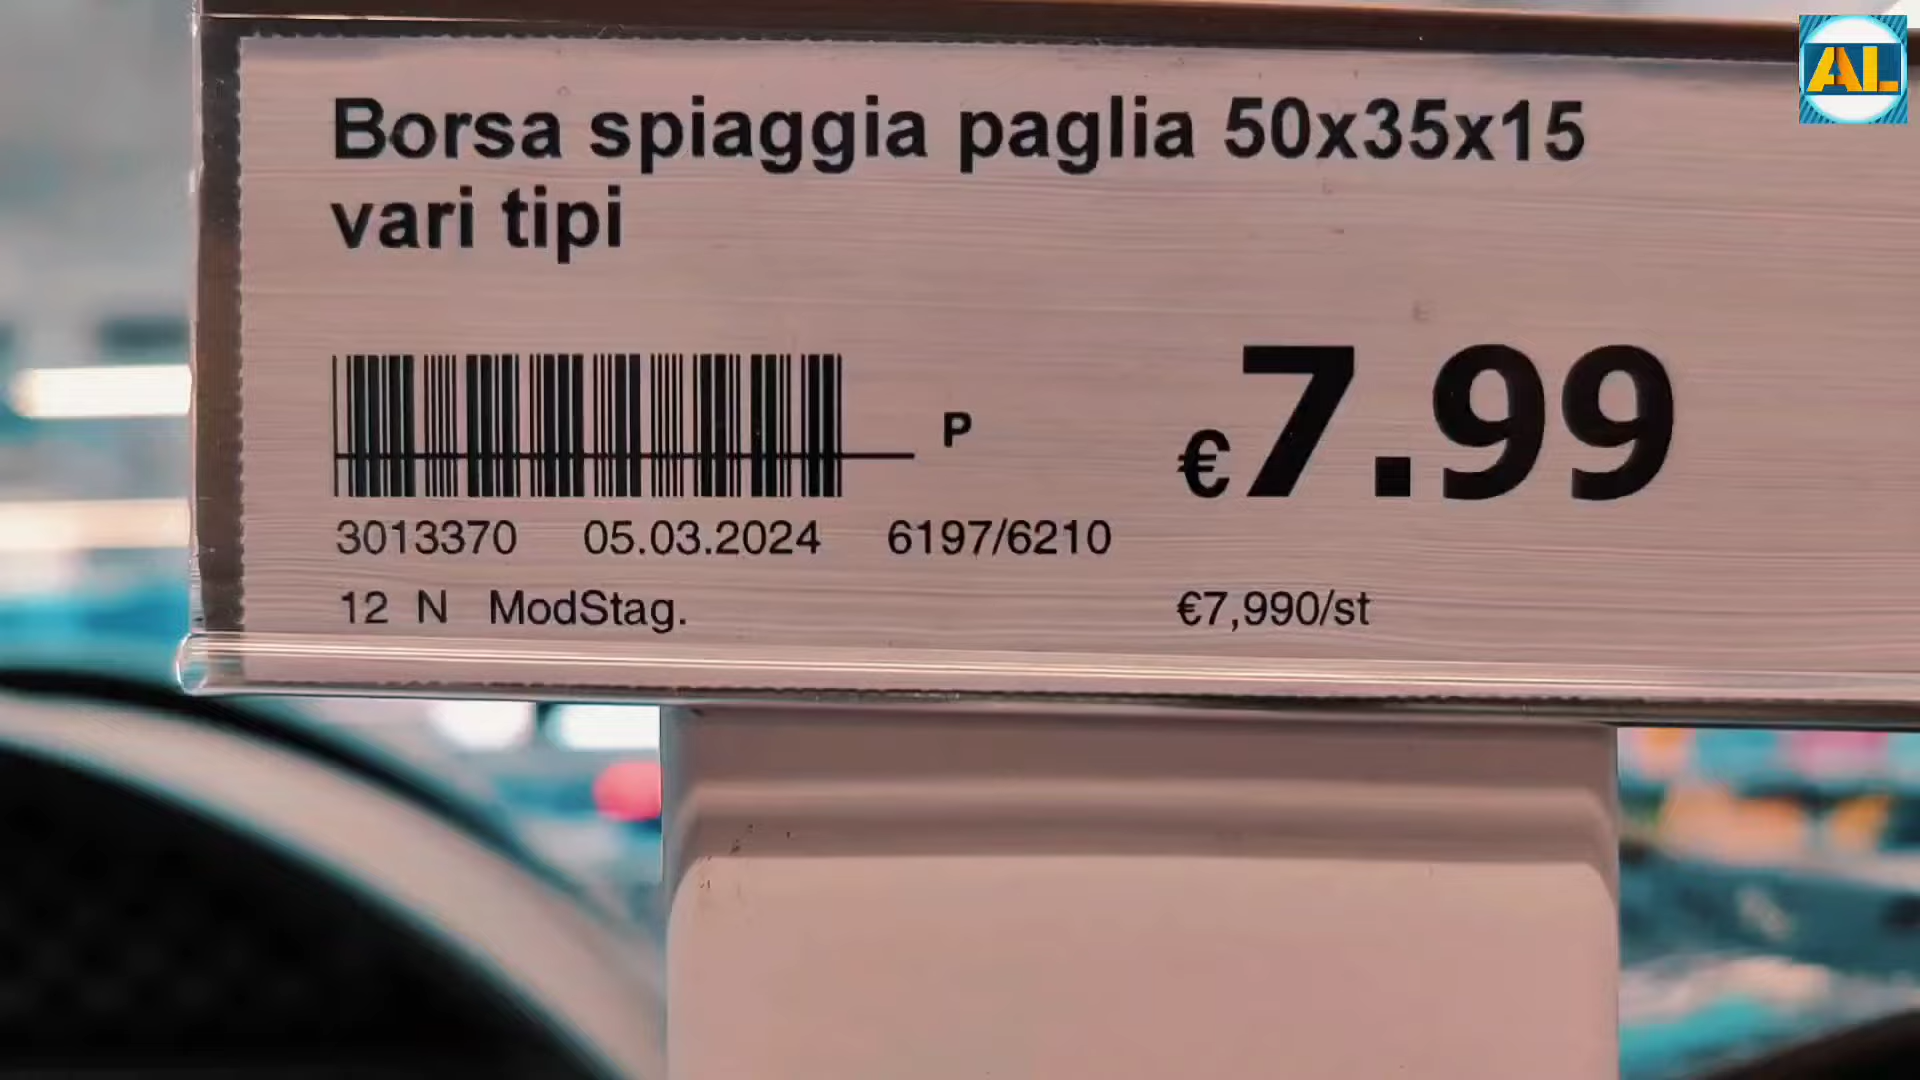 AL
Borsa spiaggia paglia 50x35x15
vari tipi
P
€7.99
3013370 05.03.2024 6197/6210
12 N ModStag. €7,990/st